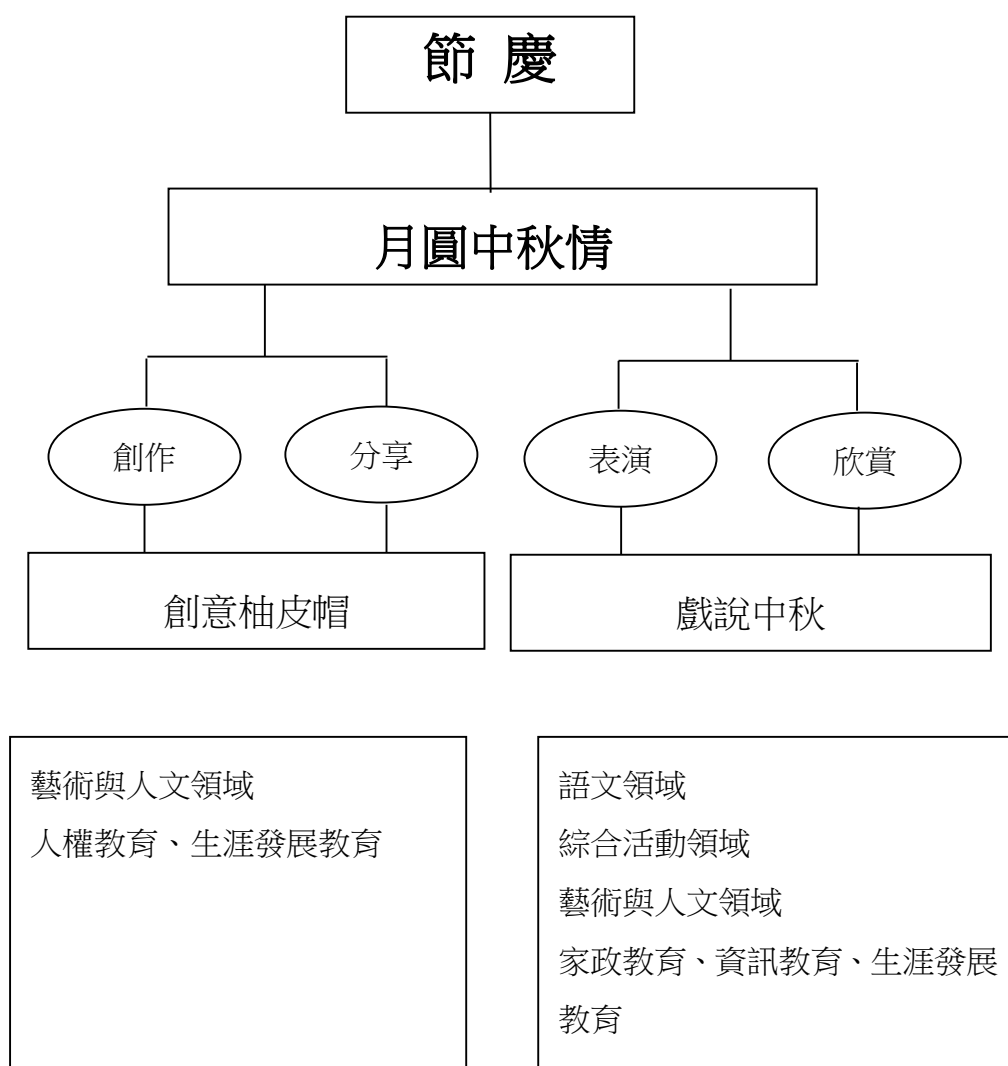 節 慶
月圓中秋情
創作
分享
表演
欣賞
創意柚皮帽
戲說中秋
藝術與人文領域
人權教育、生涯發展教育
語文領域
綜合活動領域
藝術與人文領域
家政教育、資訊教育、生涯發展
教育